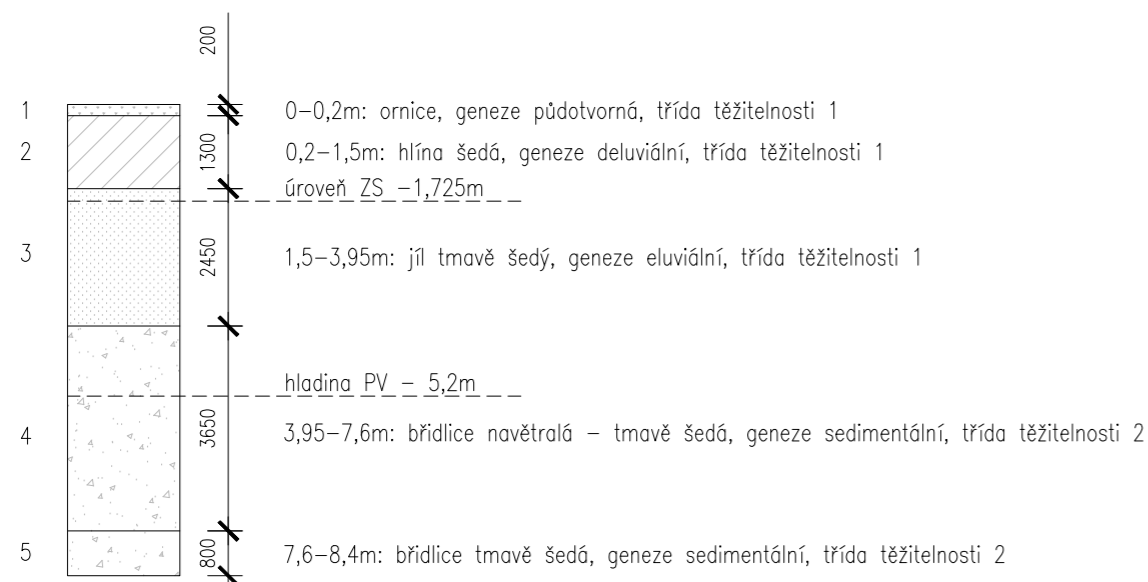 200
1
0–0,2m: ornice, geneze půdotvorná, třída těžitelnosti 1
2
1300
0,2–1,5m: hlína šedá, geneze deluviální, třída těžitelnosti 1
úroveň ZS –1,725m
3
2450
1,5–3,95m: jíl tmavě šedý, geneze eluviální, třída těžitelnosti 1
hladina PV – 5,2m
4
3650
3,95–7,6m: břidlice navětralá – tmavě šedá, geneze sedimentální, třída těžitelnosti 2
5
800
7,6–8,4m: břidlice tmavě šedá, geneze sedimentální, třída těžitelnosti 2